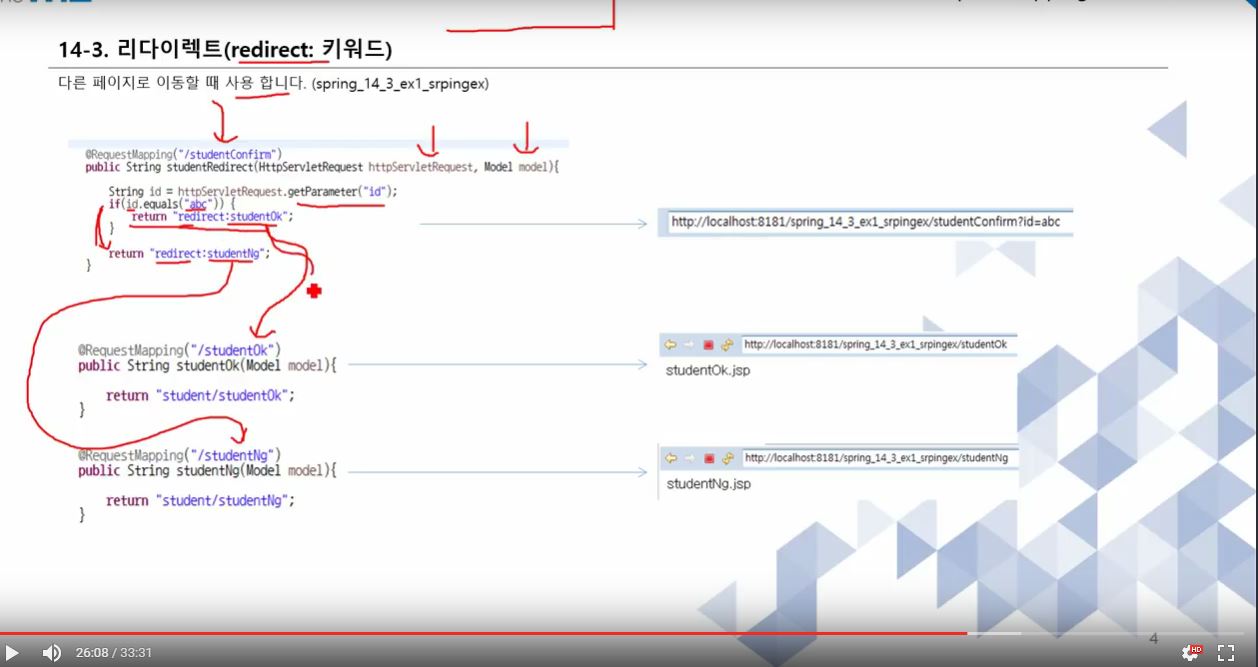 14-3. 리다이렉트(redirect: 키워드)
다른 페이지로 이동할 때 사용 합니다. (spring_14_3_ex1_srpingex)
@RequestMapping("/studentConfirm")
public String studentRedirect(HttpServletRequest httpServletRequest, Model model){
String id = httpServletRequest.getParameter("id");
if(id.equals("abc")) {
return "redirect:studentOk";
}
return "redirect:studentNg";
}
http://localhost:8181/spring_14_3_ex1_srpingex/studentConfirm?id=abc
@RequestMapping("/studentOk")
public String studentOk(Model model){
return "student/studentOk";
}
http://localhost:8181/spring_14_3_ex1_srpingex/studentOk
studentOk.jsp
@RequestMapping("/studentNg")
public String studentNg(Model model){
return "student/studentNg";
}
http://localhost:8181/spring_14_3_ex1_srpingex/studentNg
studentNg.jsp
4
26:08 / 33:31
HD